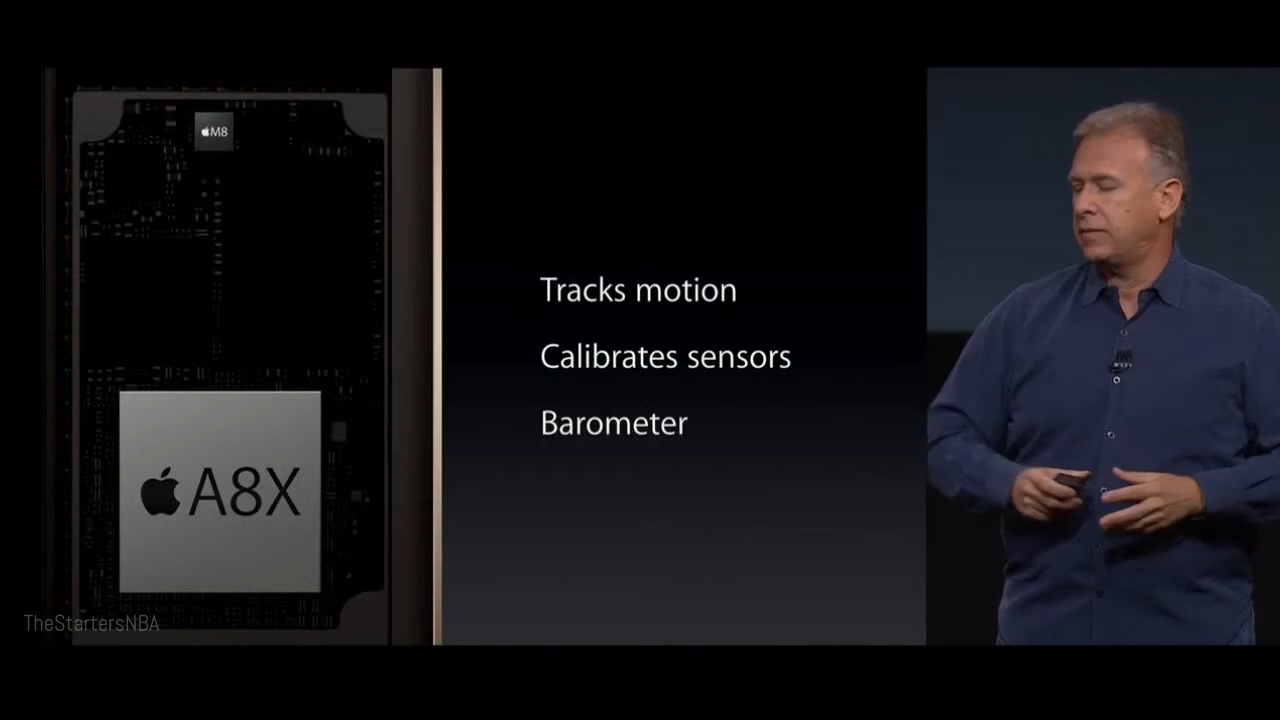 M8
Tracks motion
Calibrates sensors
Barometer
A8X
TheStartersNBA